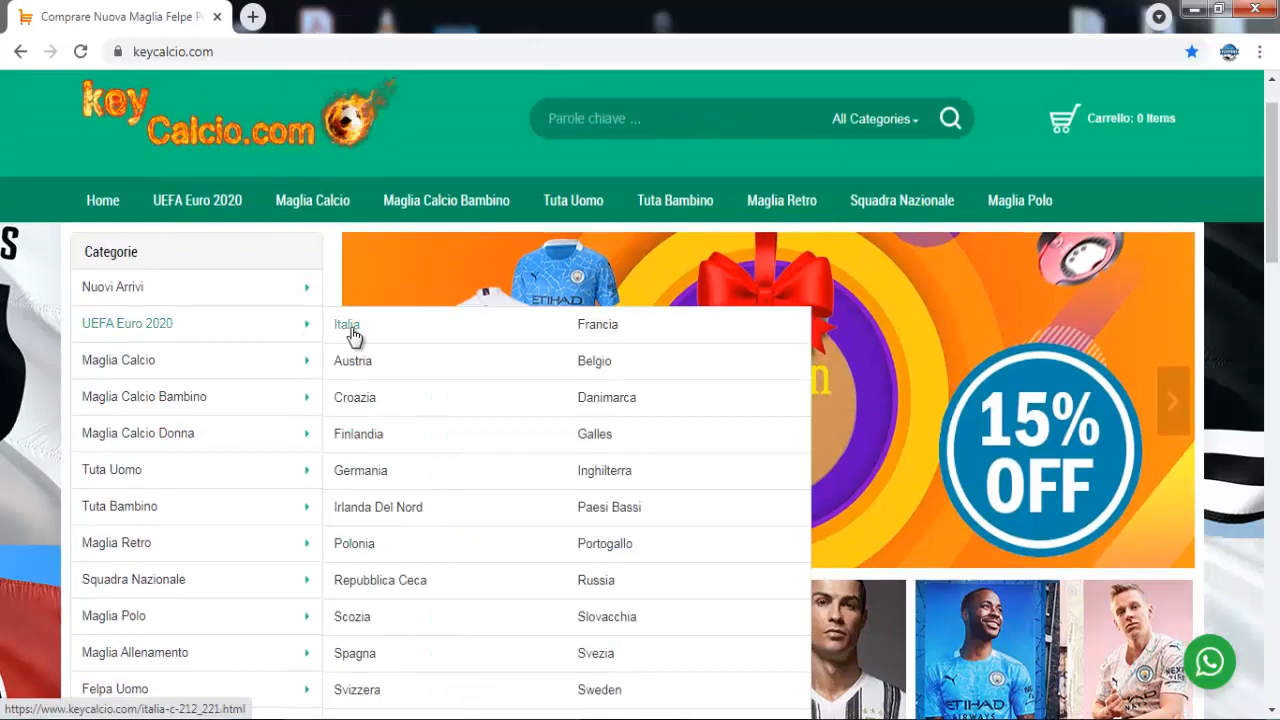 Comprare Nuova Maglia Felpe P
keycalcio.com
key
Calcio.com
Parole chiave ...
All Categories
Carrello: 0 Items
Home
UEFA Euro 2020
Maglia Calcio
Maglia Calcio Bambino
Tuta Uomo
Tuta Bambino
Maglia Retro
Squadra Nazionale
Maglia Polo
S
Categorie
Nuovi Arrivi
UEFA Euro 2020
Maglia Calcio
Maglia Calcio Bambino
Maglia Calcio Donna
Tuta Uomo
Tuta Bambino
Maglia Retro
Squadra Nazionale
Maglia Polo
Maglia Allenamento
Felpa Uomo
Italia
Francia
Austria
Belgio
Croazia
Danimarca
Finlandia
Galles
Germania
Inghilterra
Irlanda Del Nord
Paesi Bassi
Polonia
Portogallo
Repubblica Ceca
Russia
Scozia
Slovacchia
Spagna
Svezia
Svizzera
Sweden
ETIHAD
n
15%
OFF
ETIHAD
AIRWAYS
https://www.keycalcio.com/italia-c-212_221.html